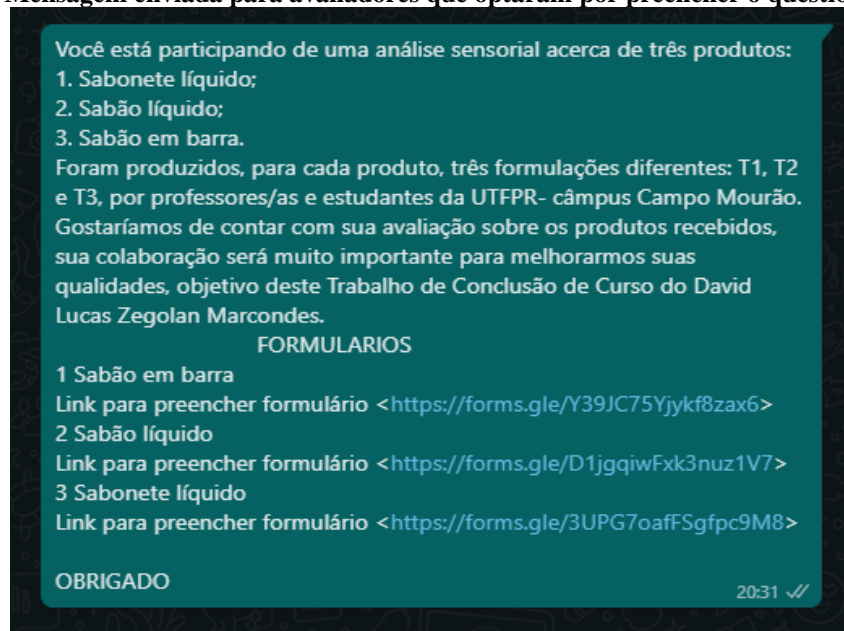 Mensagem enviada para avaliadores que optaram por preencher o questio
Você está participando de uma análise sensorial acerca de três produtos:
1. Sabonete líquido;
2. Sabão líquido;
3. Sabão em barra.
Foram produzidos, para cada produto, três formulações diferentes: T1, T2
e T3, por professores/as e estudantes da UTFPR- câmpus Campo Mourão.
Gostaríamos de contar com sua avaliação sobre os produtos recebidos,
sua colaboração será muito importante para melhorarmos suas
qualidades, objetivo deste Trabalho de Conclusão de Curso do David
Lucas Zegolan Marcondes.
FORMULARIOS
1 Sabão em barra
Link para preencher formulário <https://forms.gle/Y39JC75Yjykf8zax6>
2 Sabão líquido
Link para preencher formulário <https://forms.gle/D1jgqiwFxk3nuz1V7>
3 Sabonete líquido
Link para preencher formulário <https://forms.gle/3UPG7oafFSgfpc9M8>
OBRIGADO
20:31